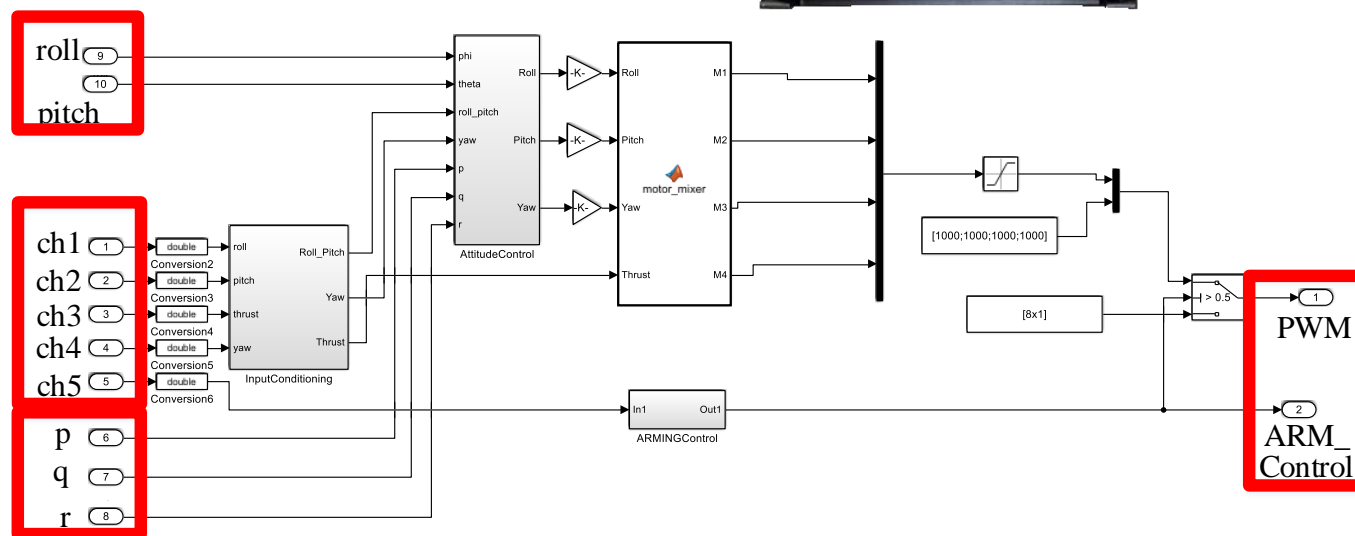 roll
9
10
pitch
phi
theta
roll_pitch
yaw
p
q
r
Roll
Pitch
Yaw
AttitudeControl
-K-
-K-
-K-
Roll
Pitch
Yaw
Thrust
M1
M2
M3
M4
motor_mixer
[1000;1000;1000;1000]
[8x1]
> 0.5
1
PWM
2
ARM_
Control
ch1
1
double
Conversion2
ch2
2
double
Conversion3
ch3
3
double
Conversion4
ch4
4
double
Conversion5
ch5
5
double
Conversion6
roll
pitch
thrust
yaw
Roll_Pitch
Yaw
Thrust
InputConditioning
In1
Out1
ARMINGControl
p
6
q
7
r
8